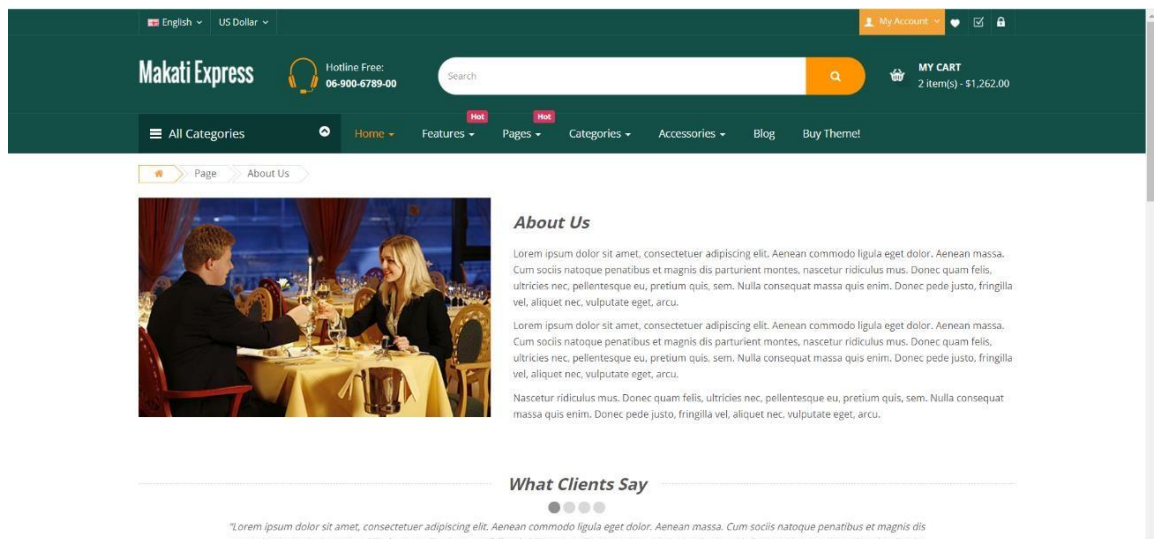 English US Dollar My Account
Makati Express
Hotline Free:
06-900-6789-00
Search
MY CART
2 item(s) - $1,262.00
All Categories
Hot Hot
Home Features Pages Categories Accessories Blog Buy Theme!
Page About Us
About Us
Lorem ipsum dolor sit amet, consectetuer adipiscing elit. Aenean commodo ligula eget dolor. Aenean massa.
Cum sociis natoque penatibus et magnis dis parturient montes, nascetur ridiculus mus. Donec quam felis,
ultricies nec, pellentesque eu, pretium quis, sem. Nulla consequat massa quis enim. Donec pede justo, fringilla
vel, aliquet nec, vulputate eget, arcu.
Lorem ipsum dolor sit amet, consectetuer adipiscing elit. Aenean commodo ligula eget dolor. Aenean massa.
Cum sociis natoque penatibus et magnis dis parturient montes, nascetur ridiculus mus. Donec quam felis,
ultricies nec, pellentesque eu, pretium quis, sem. Nulla consequat massa quis enim. Donec pede justo, fringilla
vel, aliquet nec, vulputate eget, arcu.
Nascetur ridiculus mus. Donec quam felis, ultricies nec, pellentesque eu, pretium quis, sem. Nulla consequat
massa quis enim. Donec pede justo, fringilla vel, aliquet nec, vulputate eget, arcu.
What Clients Say
"Lorem ipsum dolor sit amet, consectetuer adipiscing elit. Aenean commodo ligula eget dolor. Aenean massa. Cum sociis natoque penatibus et magnis dis